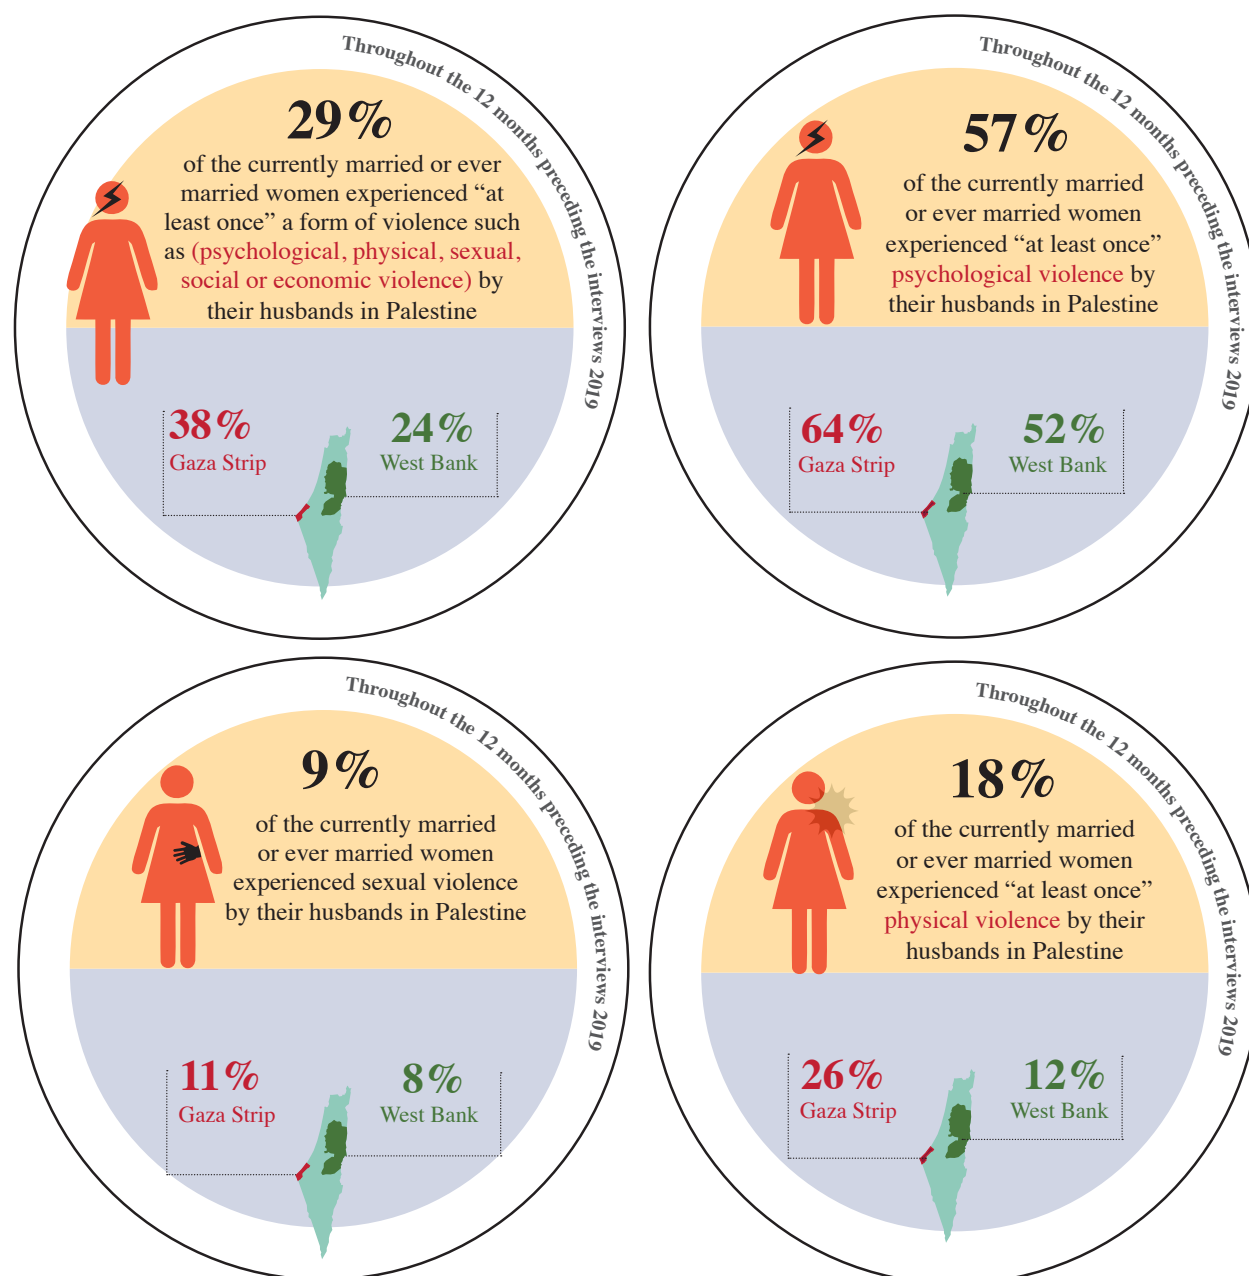 Throughout the 12 months preceding the interviews 2019
29%
of the currently married or ever
married women experienced “at
least once” a form of violence such
as (psychological, physical, sexual,
social or economic violence) by
their husbands in Palestine
38%
Gaza Strip
24%
West Bank
Throughout the 12 months preceding the interviews 2019
57%
of the currently married
or ever married women
experienced “at least once”
psychological violence by
their husbands in Palestine
64%
Gaza Strip
52%
West Bank
Throughout the 12 months preceding the interviews 2019
9%
of the currently married
or ever married women
experienced sexual violence
by their husbands in Palestine
11%
Gaza Strip
8%
West Bank
Throughout the 12 months preceding the interviews 2019
18%
of the currently married
or ever married women
experienced “at least once”
physical violence by their
husbands in Palestine
26%
Gaza Strip
12%
West Bank